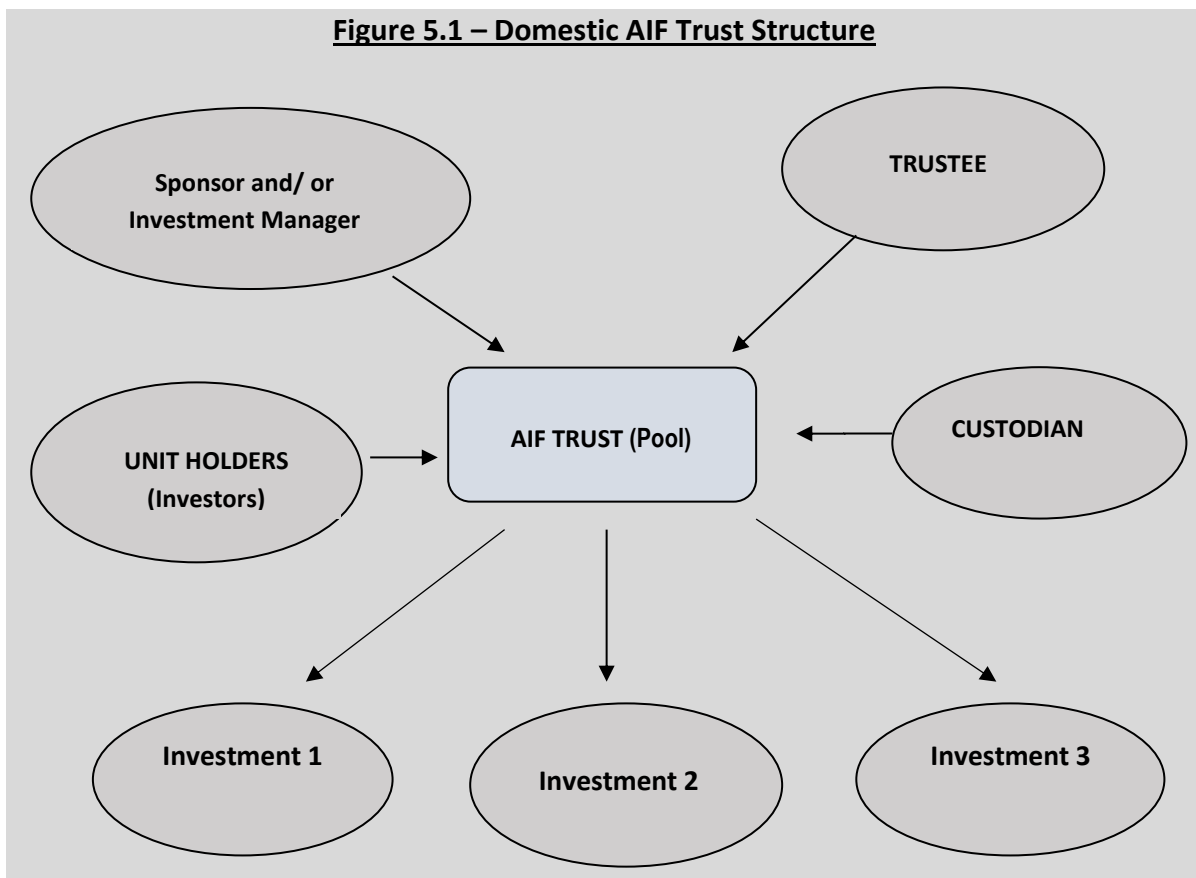 Figure 5.1 – Domestic AIF Trust Structure
Sponsor and/ or
Investment Manager
TRUSTEE
AIF TRUST (Pool)
UNIT HOLDERS
(Investors)
CUSTODIAN
Investment 1
Investment 2
Investment 3